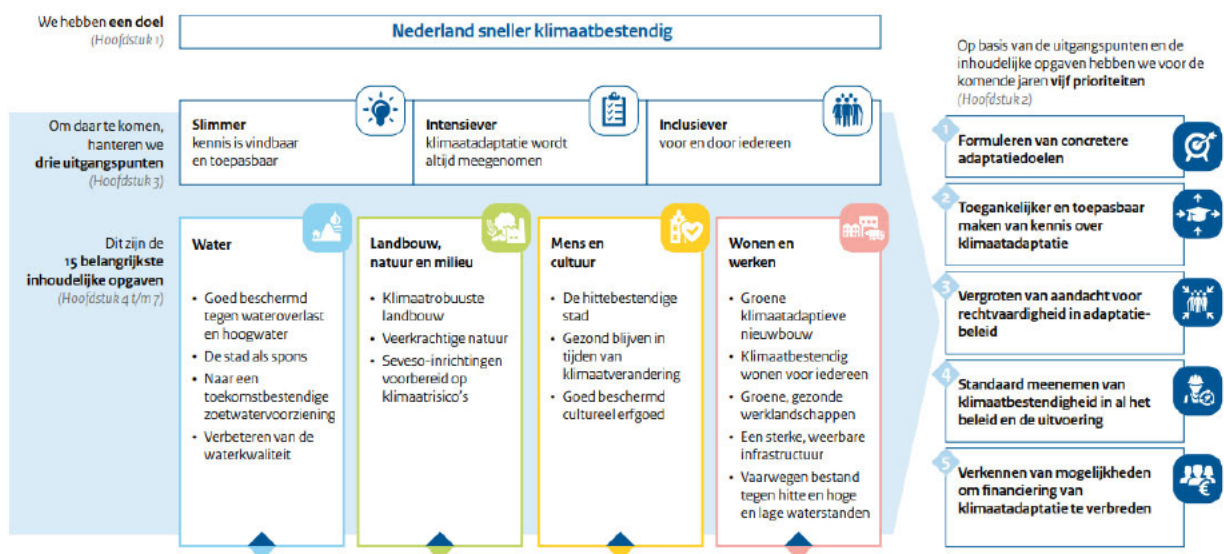 We hebben een doel
(Hoofdstuk 1)
Nederland sneller klimaatbestendig
Om daar te komen,
hanteren we
drie uitgangspunten
(Hoofdstuk 3)
Slimmer
kennis is vindbaar
en toepasbaar
Intensiever
klimaatadaptatie wordt
altijd meegenomen
Inclusiever
voor en door iedereen
Dit zijn de
15 belangrijkste
inhoudelijke opgaven
(Hoofdstuk 4 t/m 7)
Water
• Goed beschermd
tegen wateroverlast
en hoogwater
• De stad als spons
• Naar een
toekomstbestendige
zoetwatervoorziening
• Verbeteren van de
waterkwaliteit
Landbouw,
natuur en milieu
• Klimaatrobuuste
landbouw
• Veerkrachtige natuur
• Seveso-inrichtingen
voorbereid op
klimaatrisico's
Mens en
cultuur
• De hittebestendige
stad
• Gezond blijven in
tijden van
klimaatverandering
• Goed beschermd
cultureel erfgoed
Wonen en
werken
• Groene
klimaatadaptieve
nieuwbouw
• Klimaatbestendig
wonen voor iedereen
• Groene, gezonde
werklandschappen
• Een sterke, weerbare
infrastructuur
• Vaarwegen bestand
tegen hitte en hoge
en lage waterstanden
Op basis van de uitgangspunten en de
inhoudelijke opgaven hebben we voor de
komende jaren vijf prioriteiten
(Hoofdstuk 2)
1
Formuleren van concretere
adaptatiedoelen
2
Toegankelijker en toepasbaar
maken van kennis over
klimaatadaptatie
3
Vergroten van aandacht voor
rechtvaardigheid in adaptatie-
beleid
4
Standaard meenemen van
klimaatbestendigheid in al het
beleid en de uitvoering
5
Verkennen van mogelijkheden
om financiering van
klimaatadaptatie te verbreden